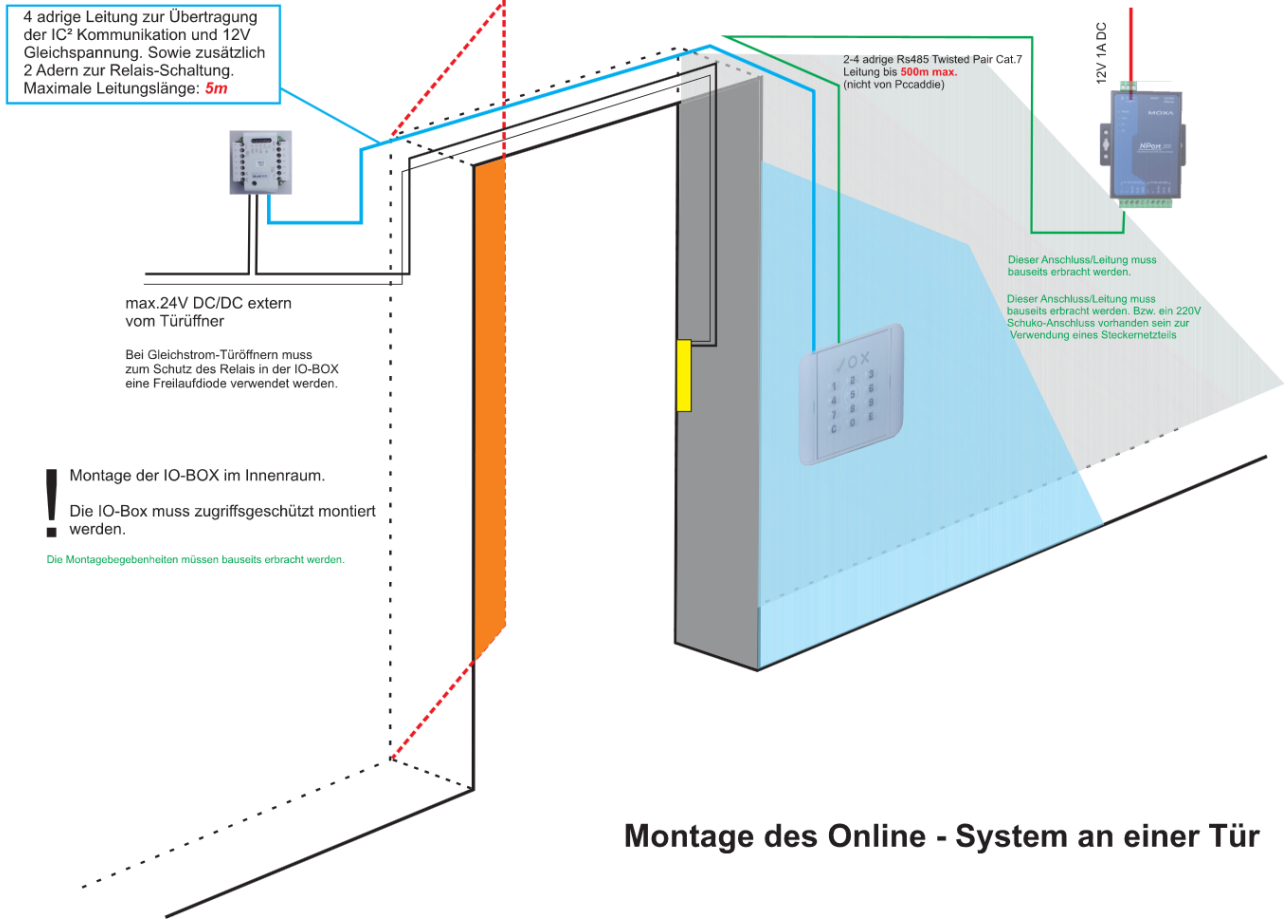 4 adrige Leitung zur Übertragung
der IC² Kommunikation und 12V
Gleichspannung. Sowie zusätzlich
2 Adern zur Relais-Schaltung.
Maximale Leitungslänge: 5m
2-4 adrige Rs485 Twisted Pair Cat.7
Leitung bis 500m max.
(nicht von Pccaddie)
12V 1A DC
MOXA
NPort
Dieser Anschluss/Leitung muss
bauseits erbracht werden.
Dieser Anschluss/Leitung muss
bauseits erbracht werden. Bzw. ein 220V
Schuko-Anschluss vorhanden sein zur
Verwendung eines Steckernetzteils
max.24V DC/DC extern
vom Türüffner
Bei Gleichstrom-Türöffnern muss
zum Schutz des Relais in der IO-BOX
eine Freilaufdiode verwendet werden.
1 2 3
4 5 6
7 8 9
C 0 E
! Montage der IO-BOX im Innenraum.
Die IO-Box muss zugriffsgeschützt montiert
werden.
Die Montagebegebenheiten müssen bauseits erbracht werden.
Montage des Online - System an einer Tür